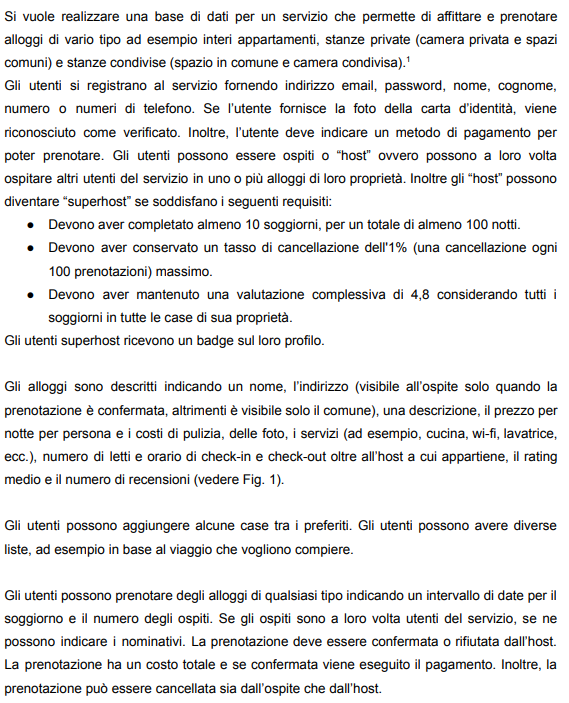 Si vuole realizzare una base di dati per un servizio che permette di affittare e prenotare
alloggi di vario tipo ad esempio interi appartamenti, stanze private (camera privata e spazi
comuni) e stanze condivise (spazio in comune e camera condivisa).¹
Gli utenti si registrano al servizio fornendo indirizzo email, password, nome, cognome,
numero o numeri di telefono. Se l’utente fornisce la foto della carta d’identità, viene
riconosciuto come verificato. Inoltre, l’utente deve indicare un metodo di pagamento per
poter prenotare. Gli utenti possono essere ospiti o “host” ovvero possono a loro volta
ospitare altri utenti del servizio in uno o più alloggi di loro proprietà. Inoltre gli “host” possono
diventare “superhost” se soddisfano i seguenti requisiti:
● Devono aver completato almeno 10 soggiorni, per un totale di almeno 100 notti.
● Devono aver conservato un tasso di cancellazione dell'1% (una cancellazione ogni
100 prenotazioni) massimo.
● Devono aver mantenuto una valutazione complessiva di 4,8 considerando tutti i
soggiorni in tutte le case di sua proprietà.
Gli utenti superhost ricevono un badge sul loro profilo.
Gli alloggi sono descritti indicando un nome, l’indirizzo (visibile all’ospite solo quando la
prenotazione è confermata, altrimenti è visibile solo il comune), una descrizione, il prezzo per
notte per persona e i costi di pulizia, delle foto, i servizi (ad esempio, cucina, wi-fi, lavatrice,
ecc.), numero di letti e orario di check-in e check-out oltre all’host a cui appartiene, il rating
medio e il numero di recensioni (vedere Fig. 1).
Gli utenti possono aggiungere alcune case tra i preferiti. Gli utenti possono avere diverse
liste, ad esempio in base al viaggio che vogliono compiere.
Gli utenti possono prenotare degli alloggi di qualsiasi tipo indicando un intervallo di date per il
soggiorno e il numero degli ospiti. Se gli ospiti sono a loro volta utenti del servizio, se ne
possono indicare i nominativi. La prenotazione deve essere confermata o rifiutata dall’host.
La prenotazione ha un costo totale e se confermata viene eseguito il pagamento. Inoltre, la
prenotazione può essere cancellata sia dall’ospite che dall’host.